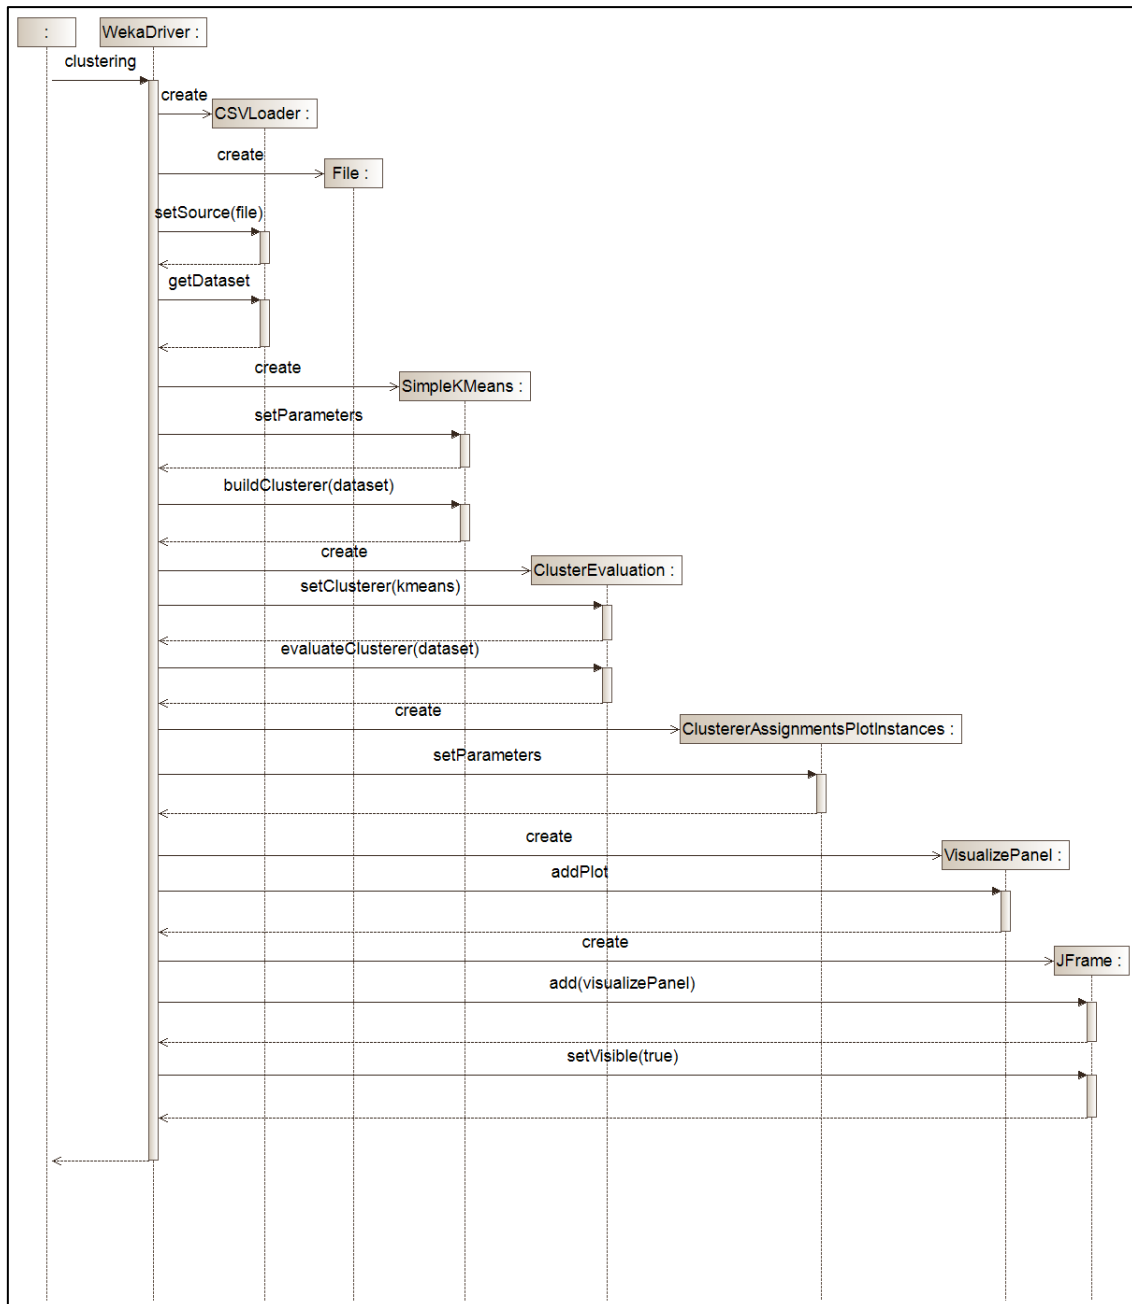 :
WekaDriver :
clustering
create
CSVLoader :
create
File :
setSource(file)
getDataset
create
SimpleKMeans :
setParameters
buildClusterer(dataset)
create
ClusterEvaluation :
setClusterer(kmeans)
evaluateClusterer(dataset)
create
ClustererAssignmentsPlotInstances :
setParameters
create
VisualizePanel :
addPlot
create
JFrame :
add(visualizePanel)
setVisible(true)